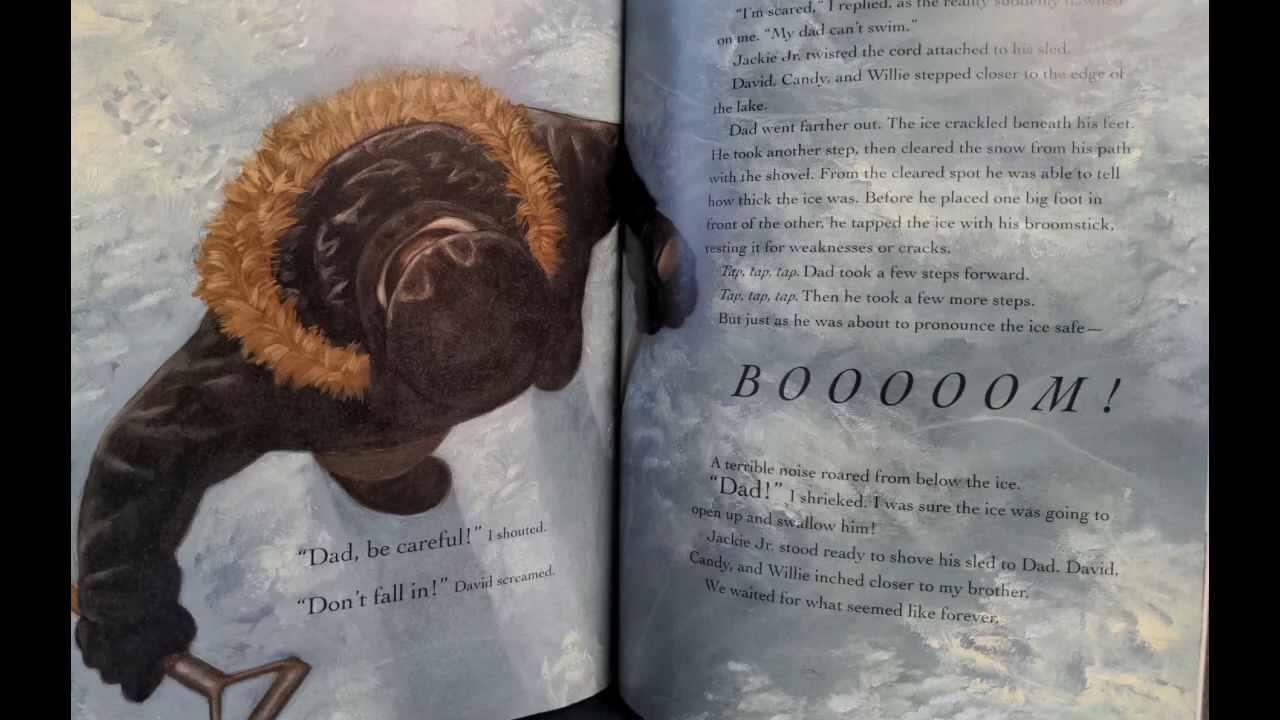 “Dad, be careful!” I shouted.
“Don’t fall in!” David screamed.
“I’m scared,” I replied, as the reality suddenly dawned
on me. “My dad can’t swim.”
Jackie Jr. twisted the cord attached to his sled.
David, Candy, and Willie stepped closer to the edge of
the lake.
Dad went farther out. The ice crackled beneath his feet.
He took another step, then cleared the snow from his path
with the shovel. From the cleared spot he was able to tell
how thick the ice was. Before he placed one big foot in
front of the other, he tapped the ice with his broomstick,
testing it for weaknesses or cracks.
Tap, tap, tap. Dad took a few steps forward.
Tap, tap, tap. Then he took a few more steps.
But just as he was about to pronounce the ice safe—
BOOOOOM!
A terrible noise roared from below the ice.
“Dad!” I shrieked. I was sure the ice was going to
open up and swallow him!
Jackie Jr. stood ready to shove his sled to Dad. David,
Candy, and Willie inched closer to my brother.
We waited for what seemed like forever.